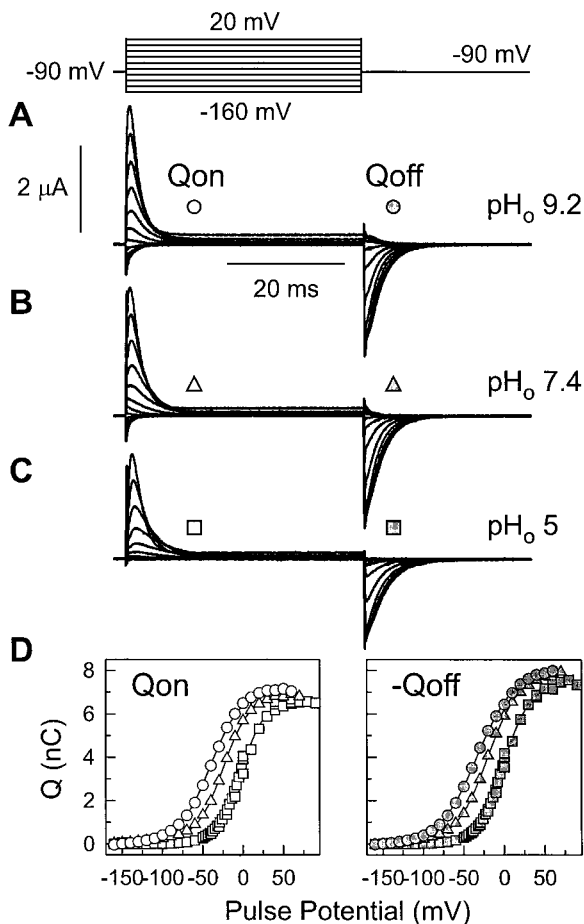 20 mV
-90 mV
-90 mV
-160 mV
A
2 µA
Qon
Qoff
pHo 9.2
20 ms
B
pHo 7.4
C
pHo 5
D
Qon
-Qoff
Q (nC)
8
6
4
2
0
-150 -100 -50 0 50
-150 -100 -50 0 50
Pulse Potential (mV)